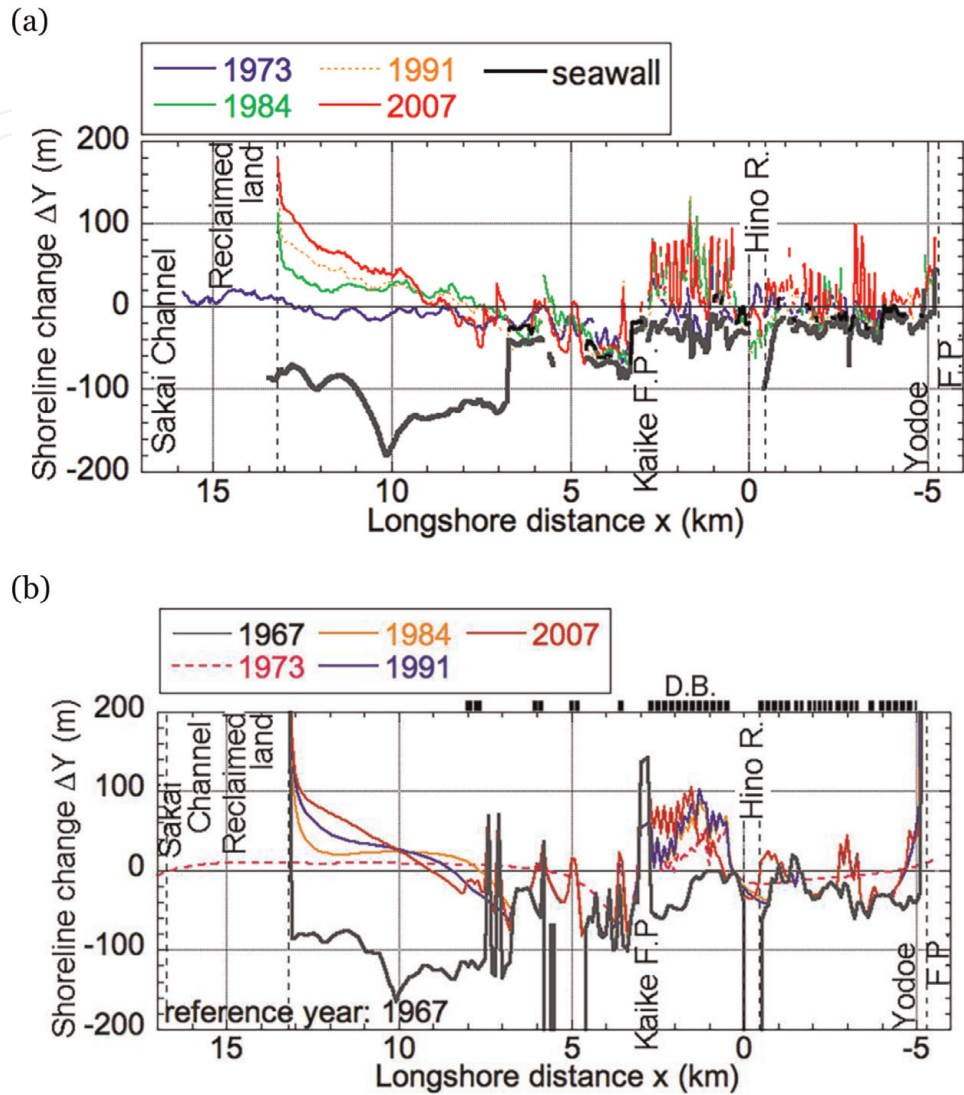 (a)
1973 1991 seawall
1984 2007
Shoreline change ΔY (m)
200
100
0
-100
-200
Sakai Channel
Reclaimed
land
Kaike F.P.
Hino R.
Yodoe
F.P.
15 10 5 0 -5
Longshore distance x (km)
(b)
1967 1984 2007
1973 1991
D.B.
Shoreline change ΔY (m)
200
100
0
-100
-200
Sakai
Channel
Reclaimed
land
Kaike F.P.
Hino R.
Yodoe
F.P.
reference year: 1967
15 10 5 0 -5
Longshore distance x (km)